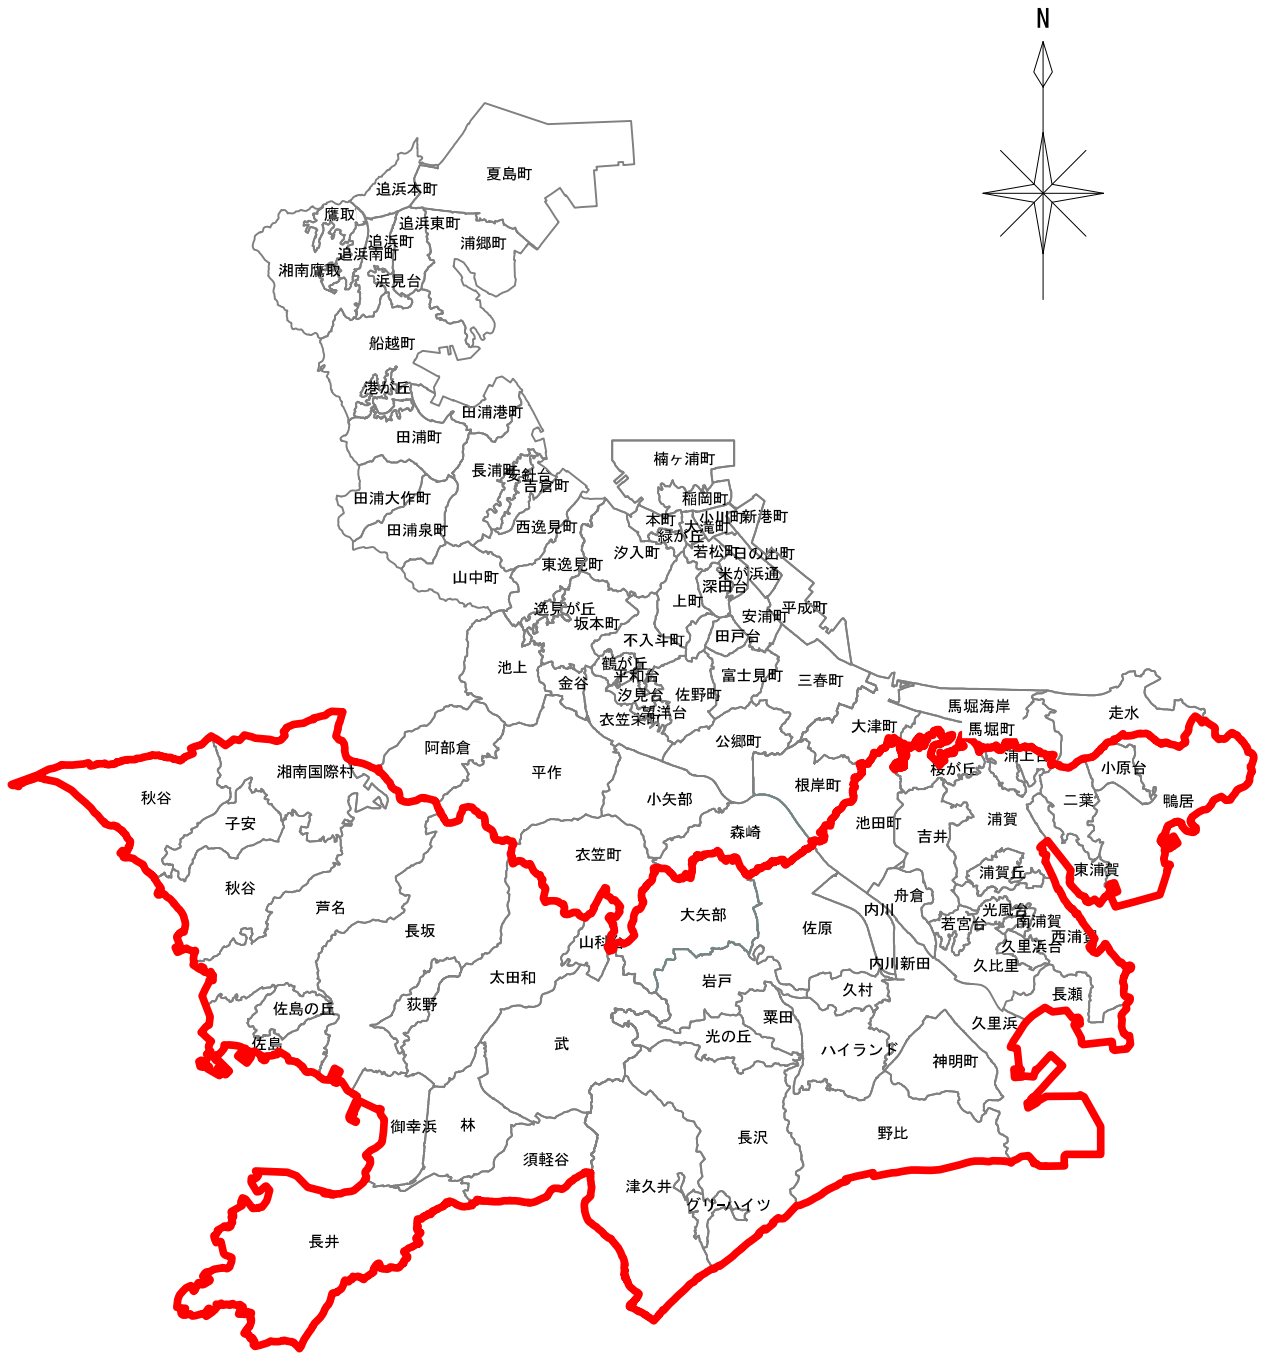 N
夏島町
追浜本町
鷹取
追浜東町
追浜町
浦郷町
追浜南町
湘南鷹取
浜見台
船越町
港が丘
田浦港町
田浦町
楠ヶ浦町
長浦町
安針台
吉倉町
田浦大作町
稲岡町
小川町
新港町
本町
大滝町
田浦泉町
西逸見町
緑が丘
汐入町
若松町
日の出町
東逸見町
米が浜通
山中町
深田台
上町
逸見が丘
平成町
安浦町
坂本町
不入斗町
田戸台
鶴が丘
池上
平和台
富士見町
三春町
金谷
汐見台
佐野町
馬堀海岸
望洋台
走水
衣笠栄町
大津町
馬堀町
公郷町
阿部倉
浦上台
小原台
桜が丘
湘南国際村
平作
根岸町
秋谷
小矢部
二葉
鴨居
子安
池田町
浦賀
森崎
吉井
衣笠町
東浦賀
浦賀丘
秋谷
舟倉
芦名
内川
光風台
大矢部
南浦賀
若宮台
佐原
長坂
西浦賀
山科台
久里浜台
内川新田
久比里
太田和
岩戸
久村
長瀬
荻野
佐島の丘
粟田
久里浜
光の丘
佐島
武
ハイランド
神明町
林
御幸浜
野比
長沢
須軽谷
津久井
グリーンハイツ
長井